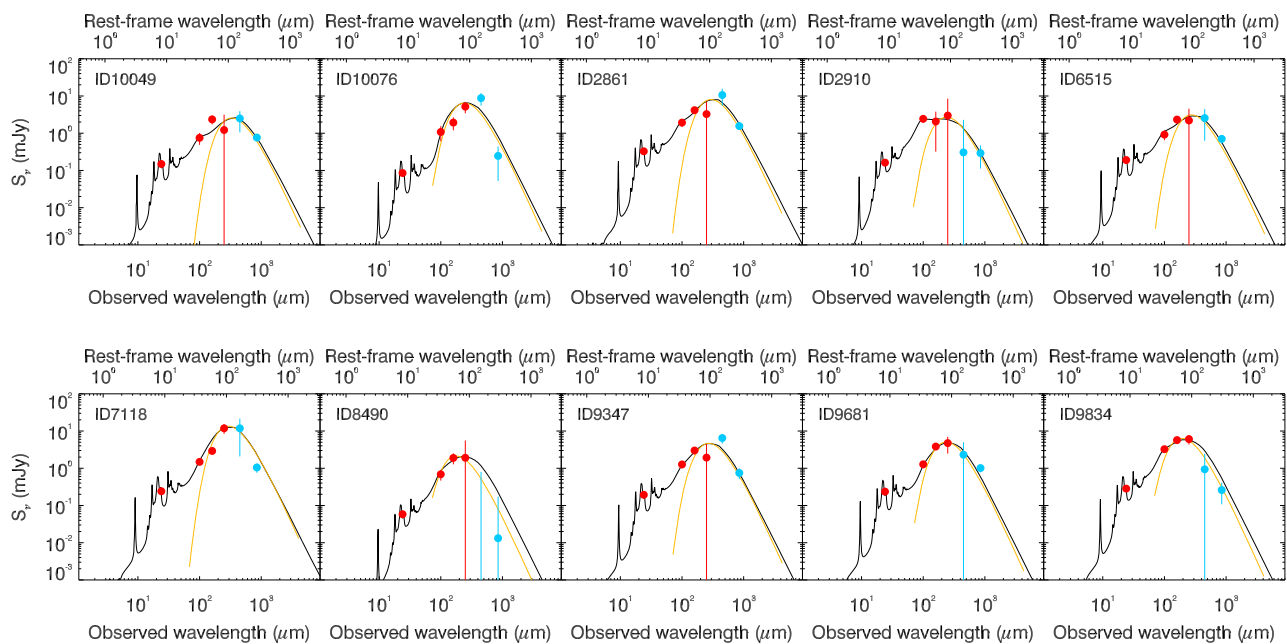 Rest-frame wavelength (μm) Rest-frame wavelength (μm) Rest-frame wavelength (μm) Rest-frame wavelength (μm) Rest-frame wavelength (μm)
10⁰ 10¹ 10² 10³ 10⁰ 10¹ 10² 10³ 10⁰ 10¹ 10² 10³ 10⁰ 10¹ 10² 10³ 10⁰ 10¹ 10² 10³
10² ID10049 ID10076 ID2861 ID2910 ID6515
10¹
10⁰
10⁻¹
10⁻²
10⁻³
Sᵥ (mJy)
10¹ 10² 10³ 10¹ 10² 10³ 10¹ 10² 10³ 10¹ 10² 10³ 10¹ 10² 10³
Observed wavelength (μm) Observed wavelength (μm) Observed wavelength (μm) Observed wavelength (μm) Observed wavelength (μm)
Rest-frame wavelength (μm) Rest-frame wavelength (μm) Rest-frame wavelength (μm) Rest-frame wavelength (μm) Rest-frame wavelength (μm)
10⁰ 10¹ 10² 10³ 10⁰ 10¹ 10² 10³ 10⁰ 10¹ 10² 10³ 10⁰ 10¹ 10² 10³ 10⁰ 10¹ 10² 10³
10² ID7118 ID8490 ID9347 ID9681 ID9834
10¹
10⁰
10⁻¹
10⁻²
10⁻³
Sᵥ (mJy)
10¹ 10² 10³ 10¹ 10² 10³ 10¹ 10² 10³ 10¹ 10² 10³ 10¹ 10² 10³
Observed wavelength (μm) Observed wavelength (μm) Observed wavelength (μm) Observed wavelength (μm) Observed wavelength (μm)